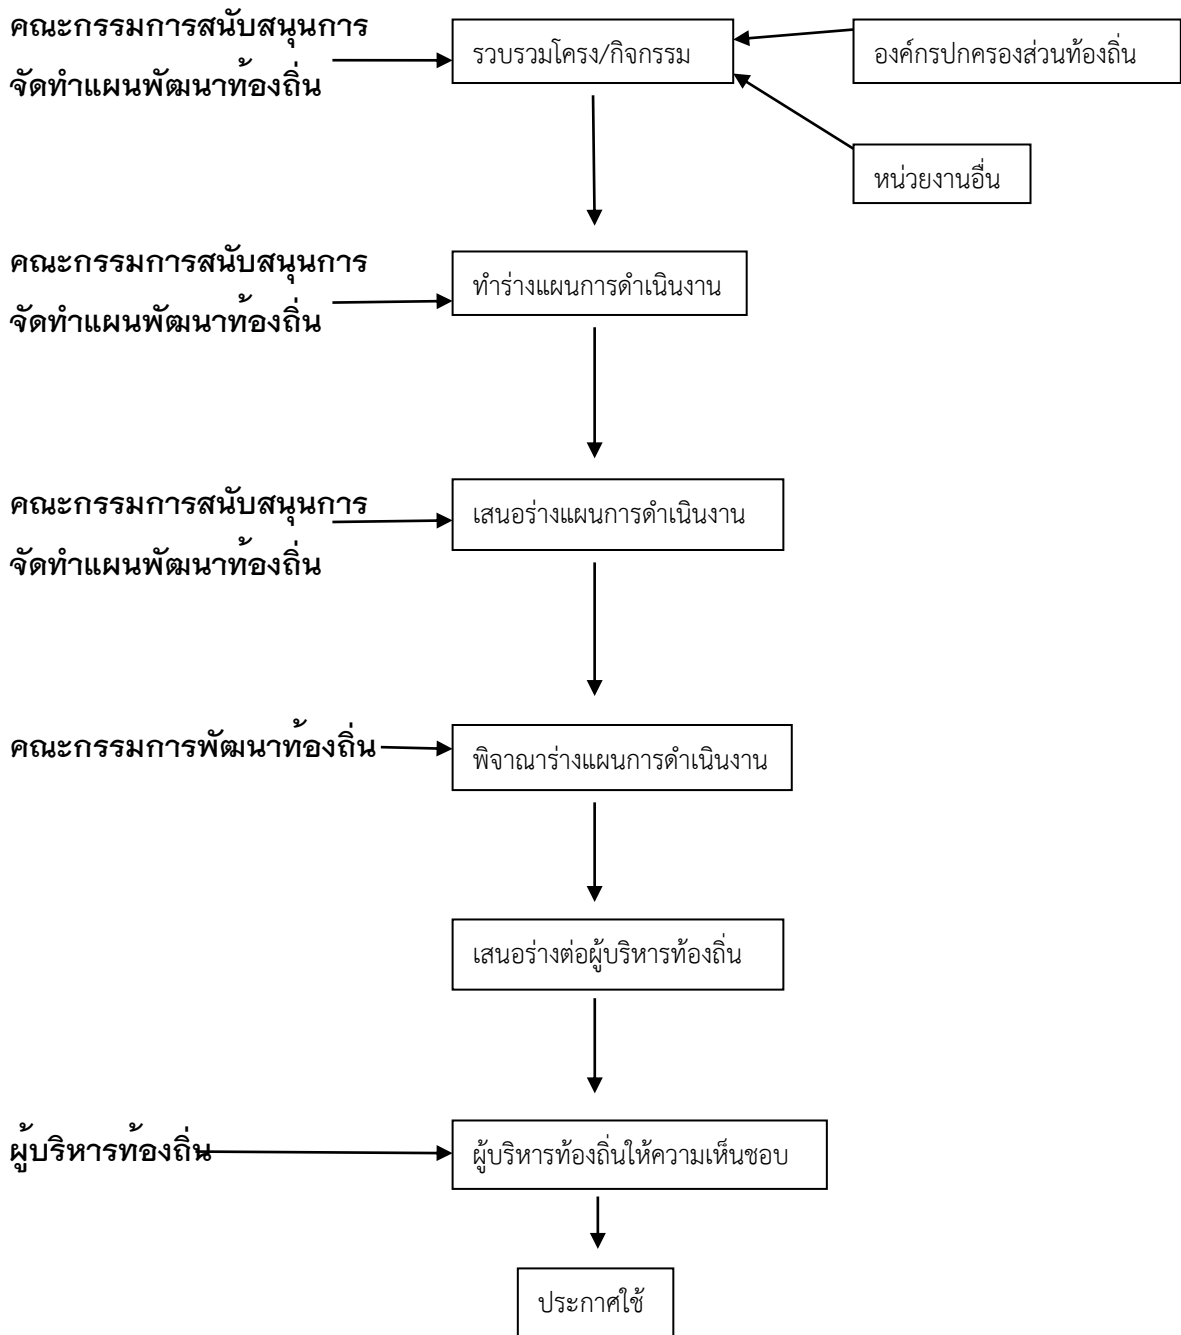 คณะกรรมการสนับสนุนการ
จัดทำแผนพัฒนาท้องถิ่น
รวบรวมโครง/กิจกรรม
องค์กรปกครองส่วนท้องถิ่น
หน่วยงานอื่น
คณะกรรมการสนับสนุนการ
จัดทำแผนพัฒนาท้องถิ่น
ทำร่างแผนการดำเนินงาน
คณะกรรมการสนับสนุนการ
จัดทำแผนพัฒนาท้องถิ่น
เสนอร่างแผนการดำเนินงาน
คณะกรรมการพัฒนาท้องถิ่น
พิจาณาร่างแผนการดำเนินงาน
เสนอร่างต่อผู้บริหารท้องถิ่น
ผู้บริหารท้องถิ่น
ผู้บริหารท้องถิ่นให้ความเห็นชอบ
ประกาศใช้